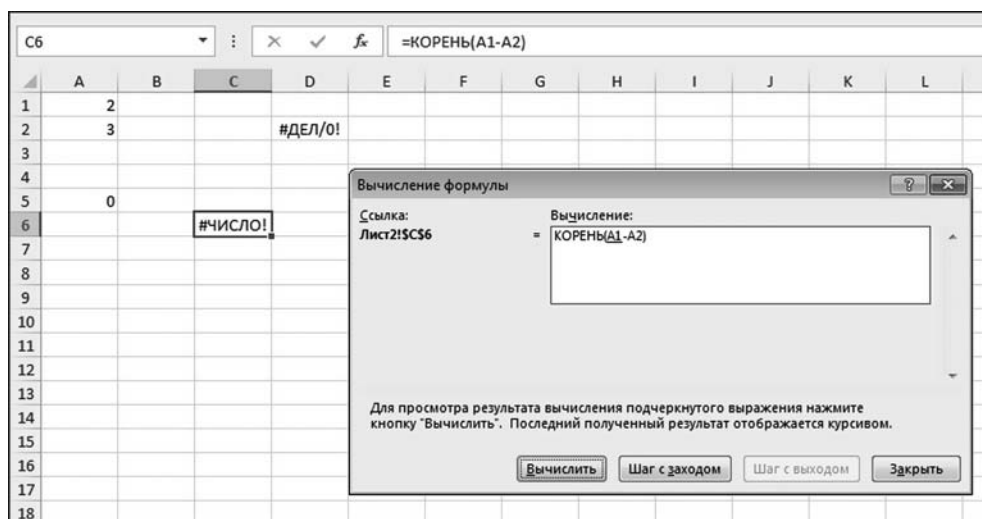 C6 fx =КОРЕНЬ(A1-A2)
A B C D E F G H I J K L
1 2
2 3 #ДЕЛ/0!
3
4
5 0
6 #ЧИСЛО!
7
8
9
10
11
12
13
14
15
16
17
18
Вычисление формулы
Ссылка: Вычисление:
Лист2!$C$6 = КОРЕНЬ(A1-A2)
Для просмотра результата вычисления подчеркнутого выражения нажмите
кнопку "Вычислить". Последний полученный результат отображается курсивом.
Вычислить Шаг с заходом Шаг с выходом Закрыть